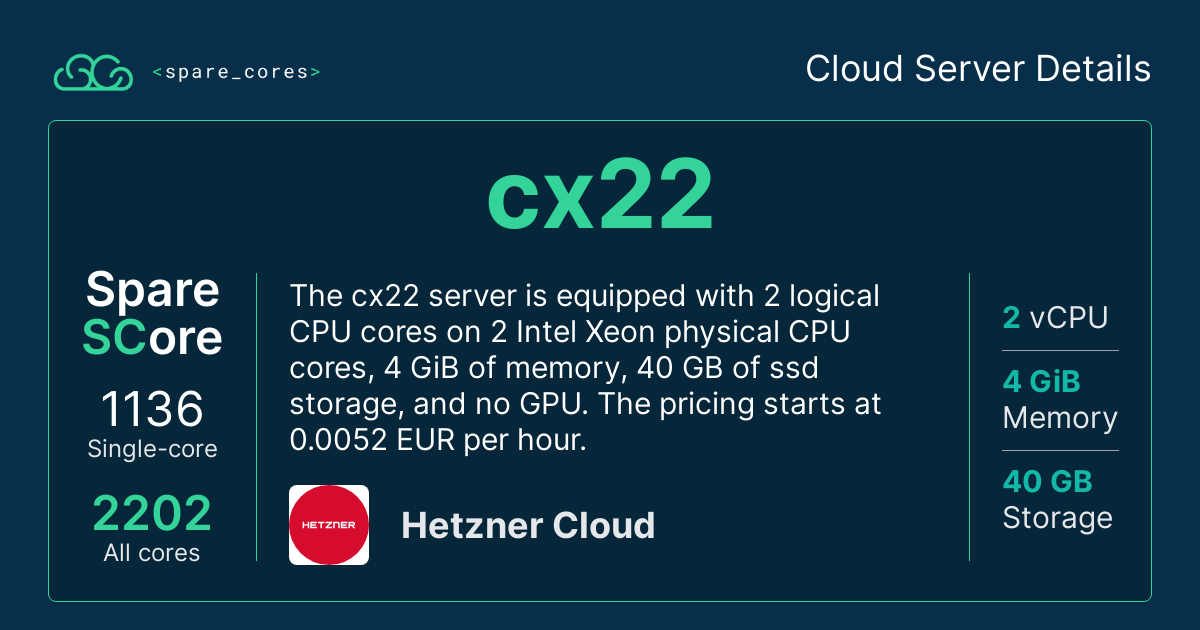 <spare_cores>
Cloud Server Details
cx22
Spare
SCore
1136
Single-core
2202
All cores
The cx22 server is equipped with 2 logical
CPU cores on 2 Intel Xeon physical CPU
cores, 4 GiB of memory, 40 GB of ssd
storage, and no GPU. The pricing starts at
0.0052 EUR per hour.
HETZNER
Hetzner Cloud
2 vCPU
4 GiB
Memory
40 GB
Storage